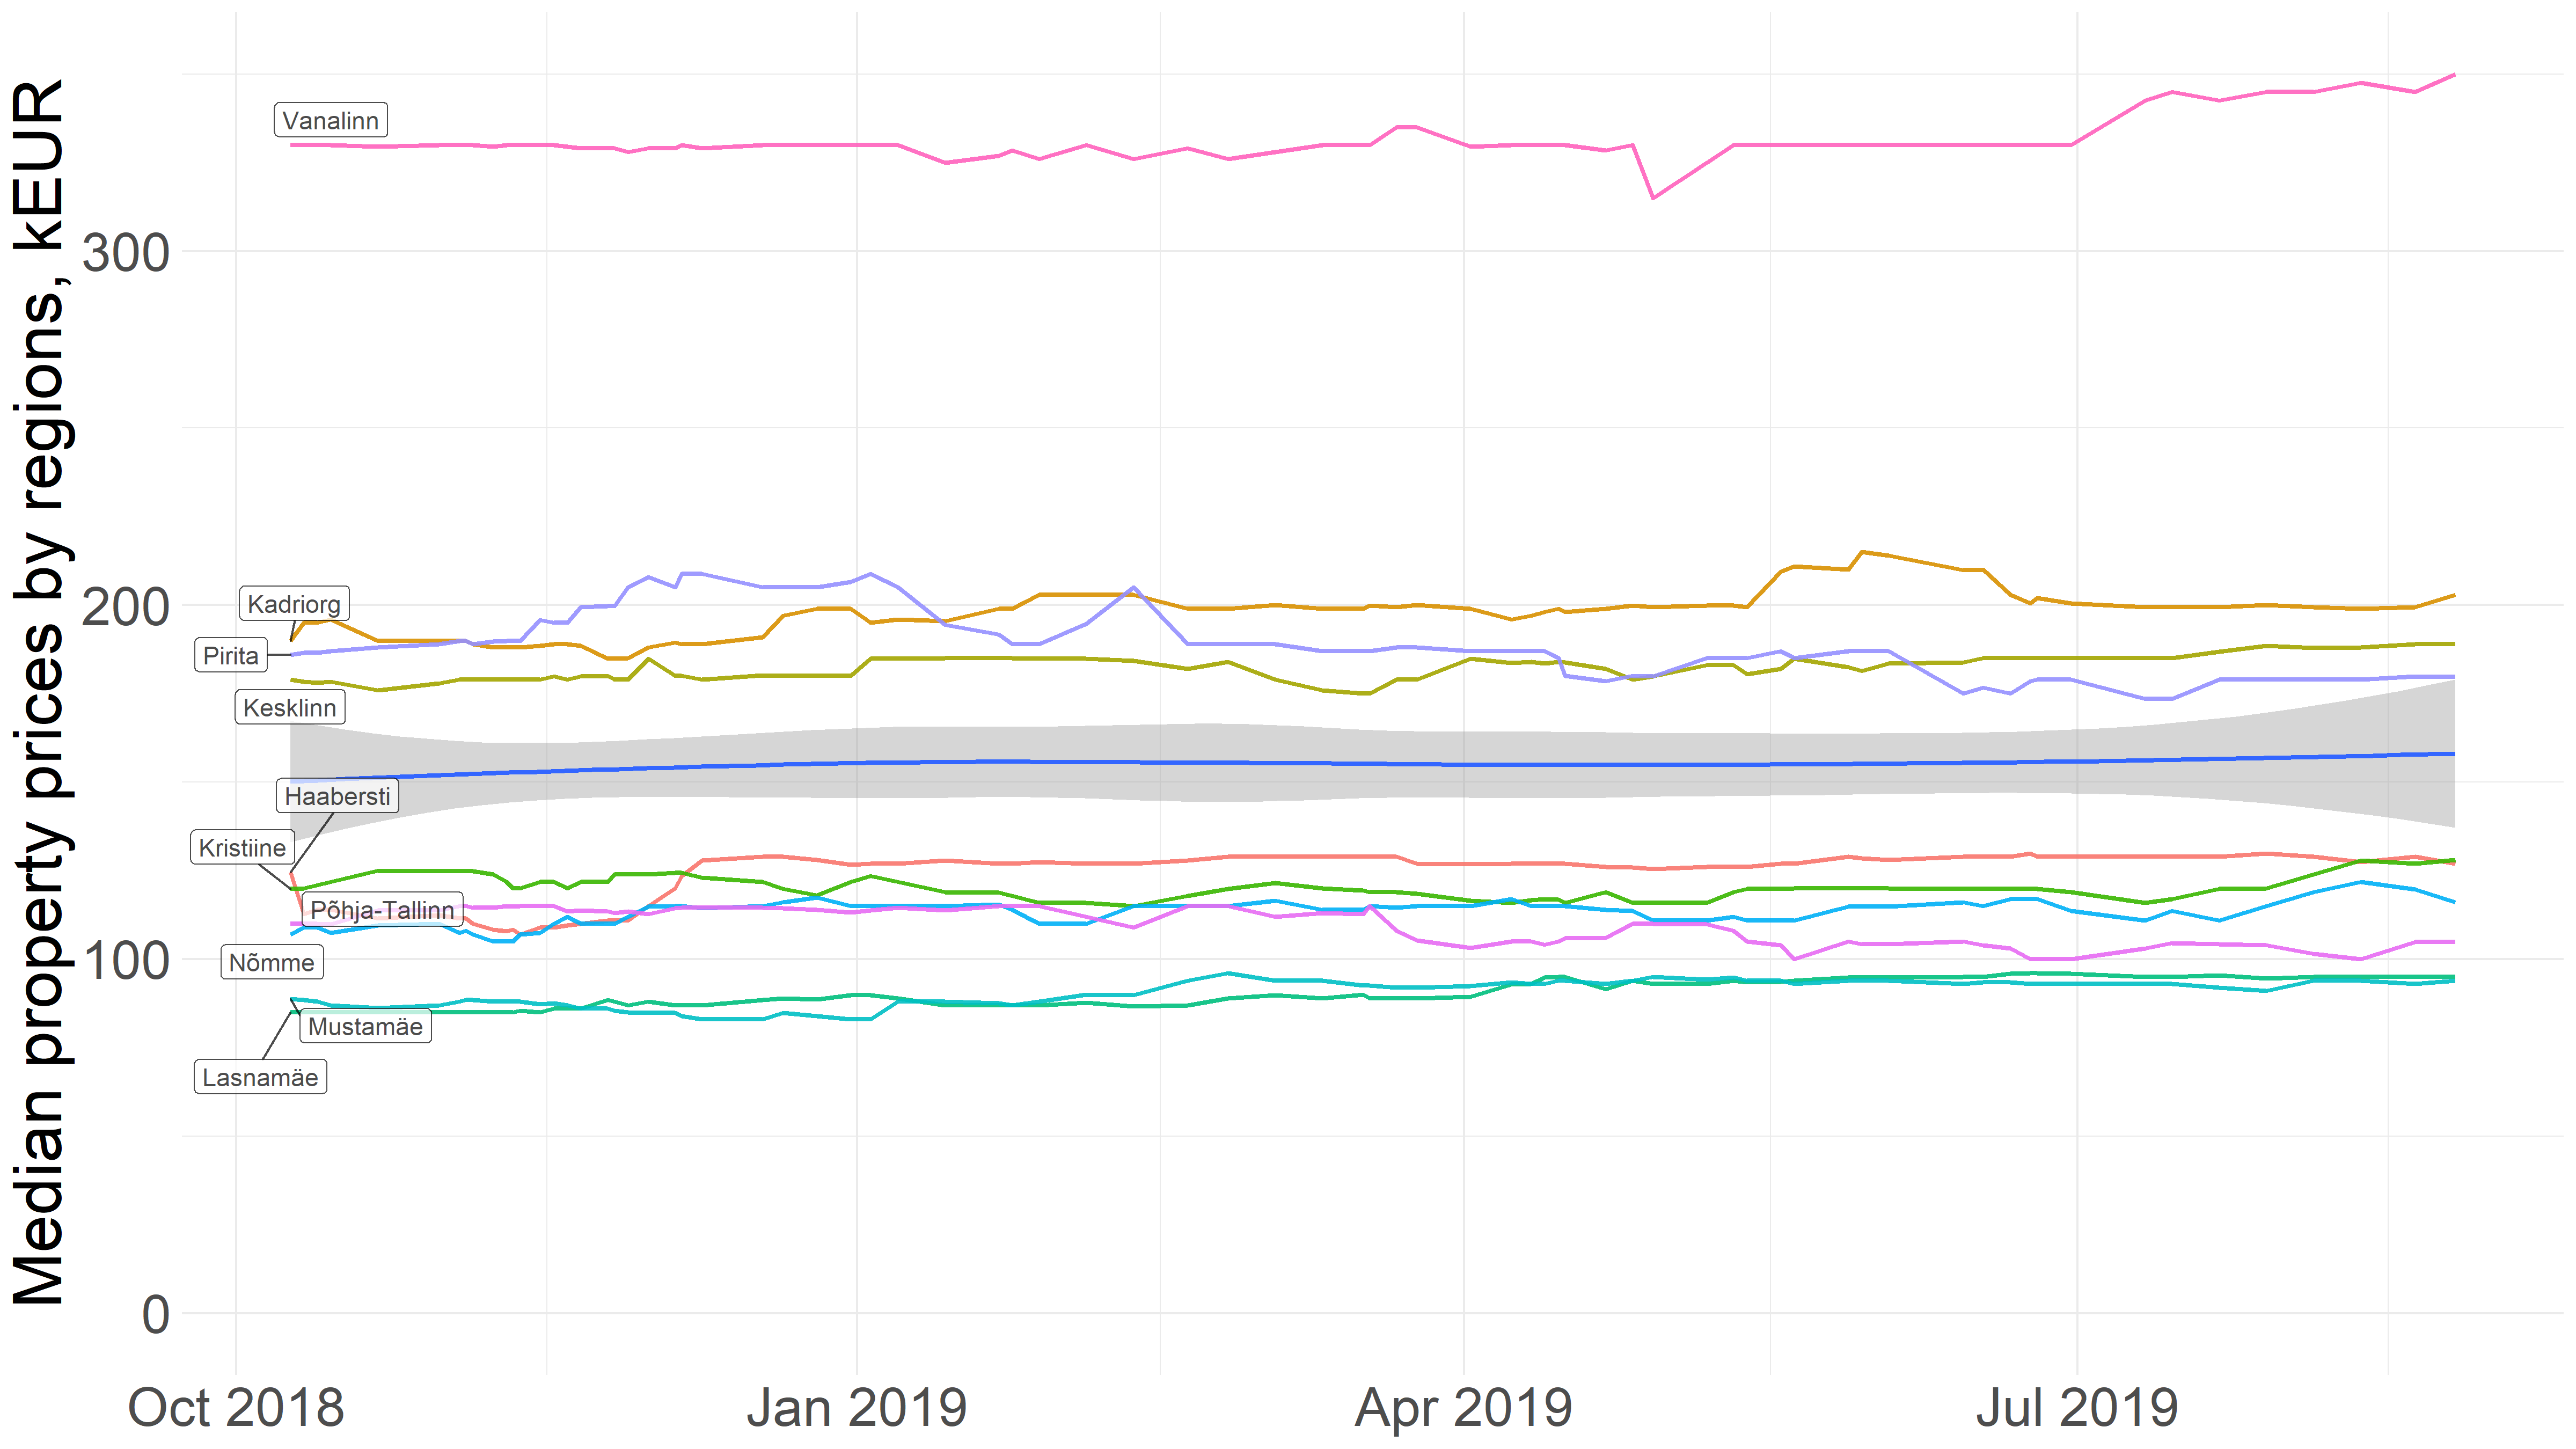 Median property prices by regions, kEUR
300
200
100
0
Vanalinn
Kadriorg
Pirita
Kesklinn
Haabersti
Kristiine
Põhja-Tallinn
Nõmme
Mustamäe
Lasnamäe
Oct 2018
Jan 2019
Apr 2019
Jul 2019